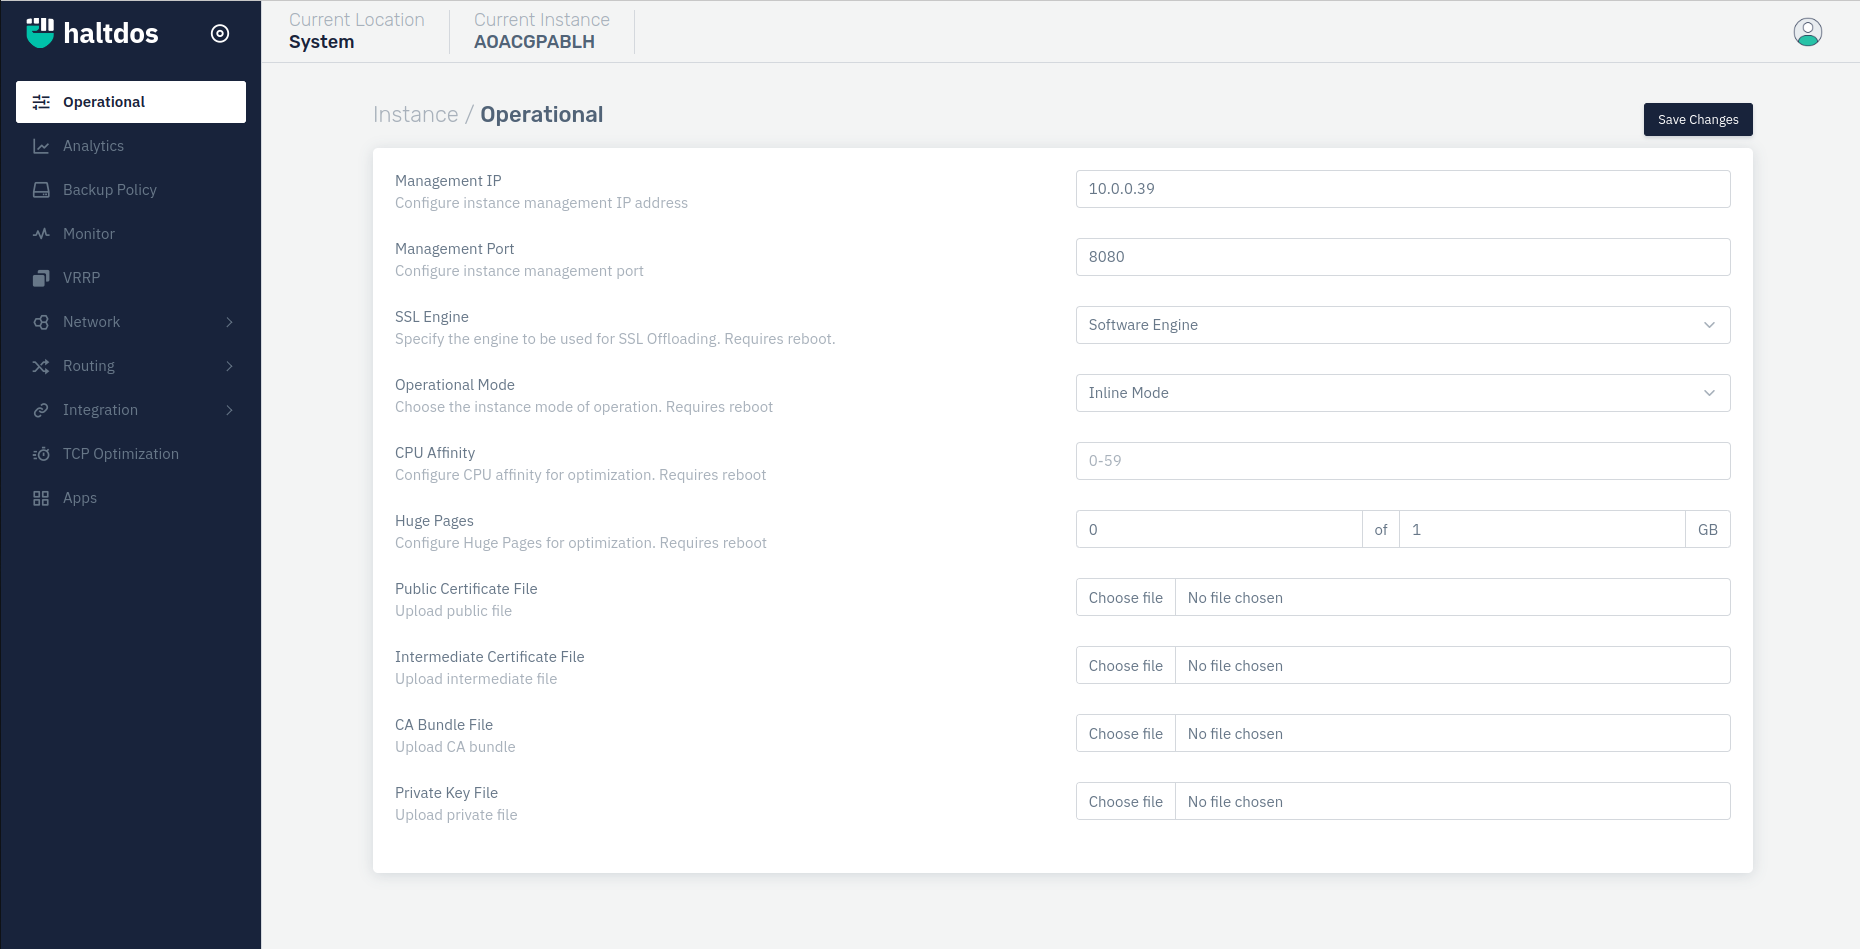 haltdos
Current Location
System
Current Instance
AOACGPABLH
Operational
Analytics
Backup Policy
Monitor
VRRP
Network
Routing
Integration
TCP Optimization
Apps
Instance / Operational
Save Changes
Management IP
Configure instance management IP address
10.0.0.39
Management Port
Configure instance management port
8080
SSL Engine
Specify the engine to be used for SSL Offloading. Requires reboot.
Software Engine
Operational Mode
Choose the instance mode of operation. Requires reboot
Inline Mode
CPU Affinity
Configure CPU affinity for optimization. Requires reboot
0-59
Huge Pages
Configure Huge Pages for optimization. Requires reboot
0 of 1 GB
Public Certificate File
Upload public file
Choose file No file chosen
Intermediate Certificate File
Upload intermediate file
Choose file No file chosen
CA Bundle File
Upload CA bundle
Choose file No file chosen
Private Key File
Upload private file
Choose file No file chosen